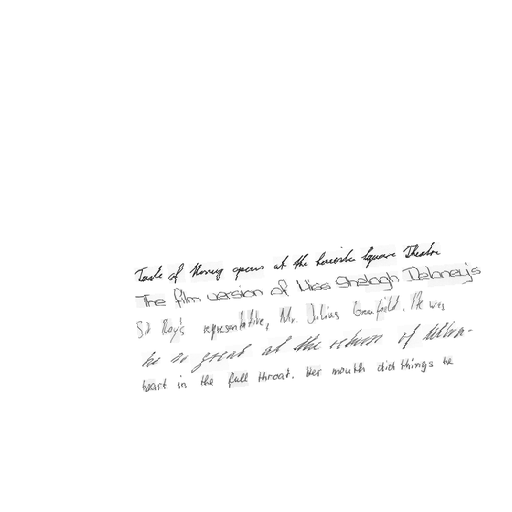 Taste of Honey opens at the Leicester Square Theatre
The film version of Miss Shelagh Delaney's
Sir Roy's representative, Mr. Julius Greenfield. He was
be so great at the return of
heart in the full throat. Her mouth did things he